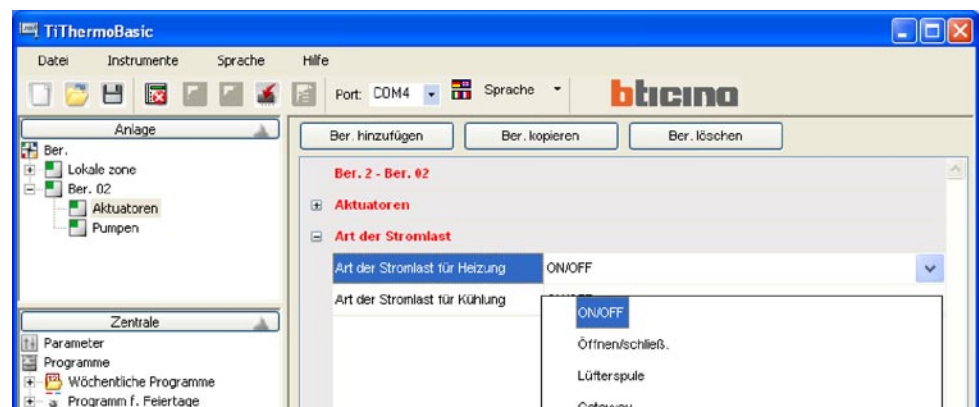 TiThermoBasic
Datei Instrumente Sprache Hilfe
Port: COM4 Sprache bticino
Anlage
Ber.
Lokale zone
Ber. 02
Aktuatoren
Pumpen
Zentrale
Parameter
Programme
Wöchentliche Programme
Programm f. Feiertage
Ber. hinzufügen Ber. kopieren Ber. löschen
Ber. 2 - Ber. 02
Aktuatoren
Art der Stromlast
Art der Stromlast für Heizung ON/OFF
Art der Stromlast für Kühlung
ON/OFF
Öffnen/schließ.
Lüfterspule
Gateway